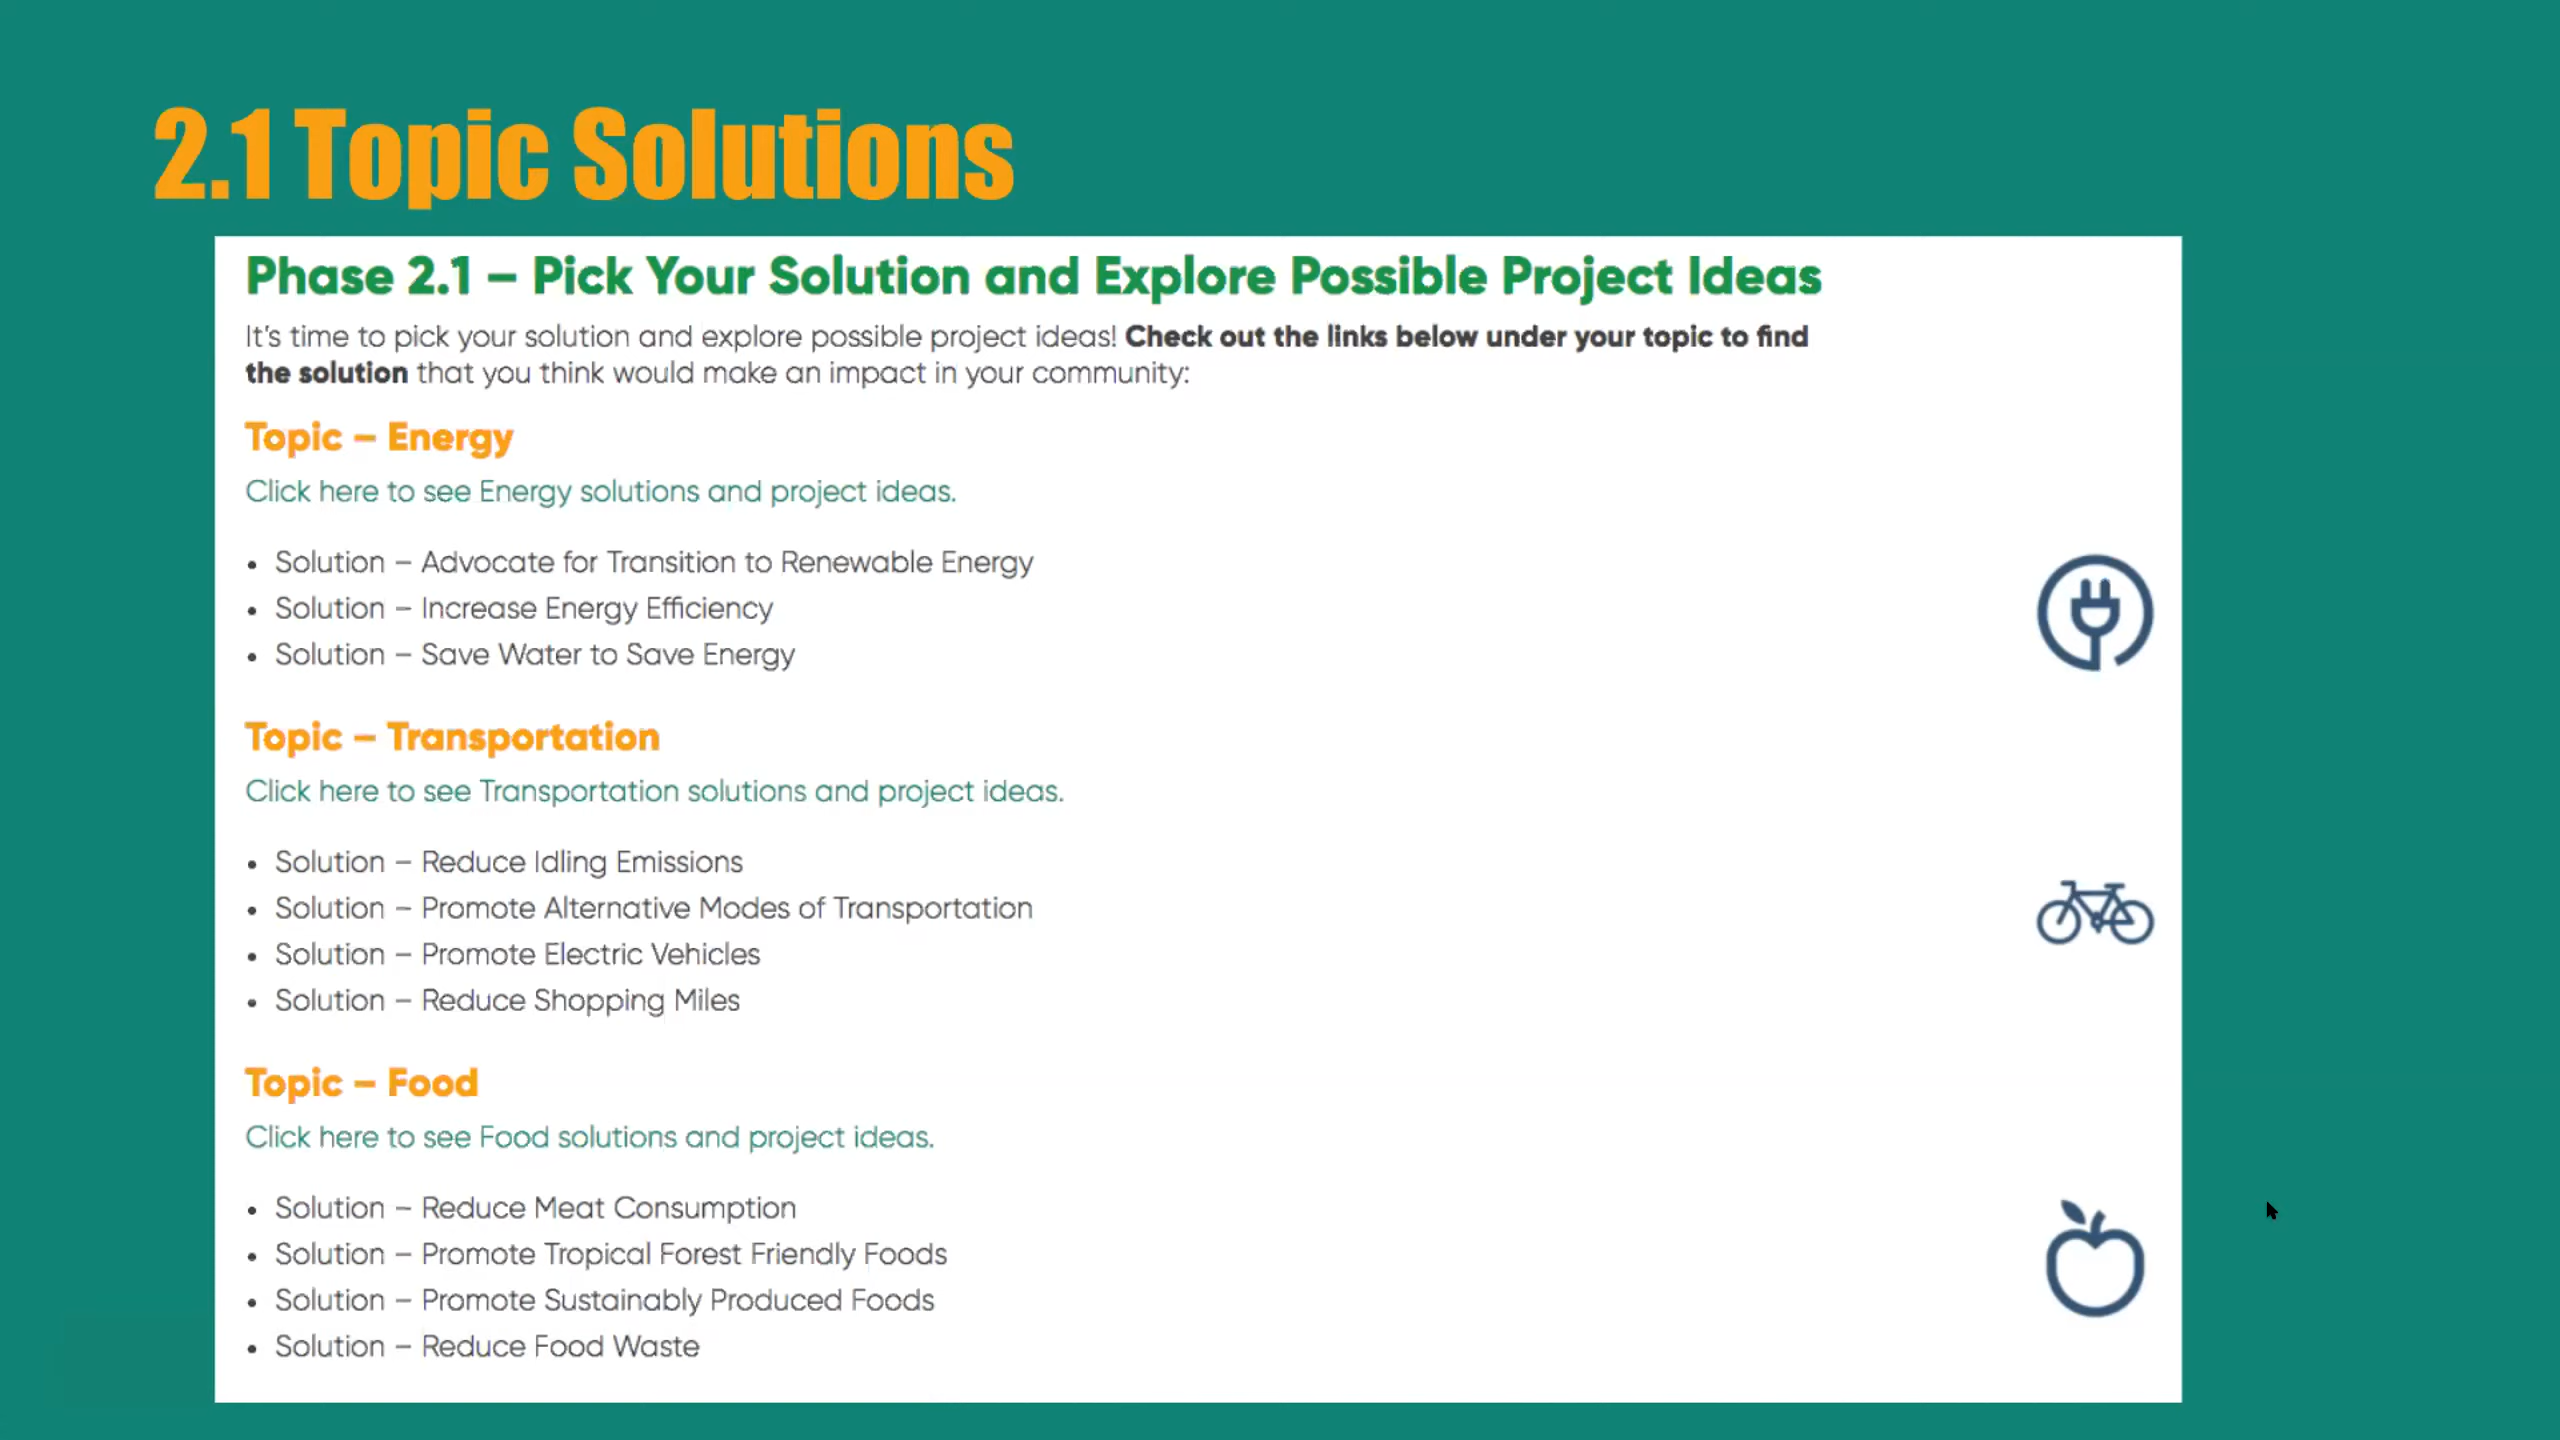 2.1 Topic Solutions
Phase 2.1 – Pick Your Solution and Explore Possible Project Ideas
It's time to pick your solution and explore possible project ideas! Check out the links below under your topic to find
the solution that you think would make an impact in your community:
Topic – Energy
Click here to see Energy solutions and project ideas.
• Solution – Advocate for Transition to Renewable Energy
• Solution – Increase Energy Efficiency
• Solution – Save Water to Save Energy
Topic – Transportation
Click here to see Transportation solutions and project ideas.
• Solution – Reduce Idling Emissions
• Solution – Promote Alternative Modes of Transportation
• Solution – Promote Electric Vehicles
• Solution – Reduce Shopping Miles
Topic – Food
Click here to see Food solutions and project ideas.
• Solution – Reduce Meat Consumption
• Solution – Promote Tropical Forest Friendly Foods
• Solution – Promote Sustainably Produced Foods
• Solution – Reduce Food Waste